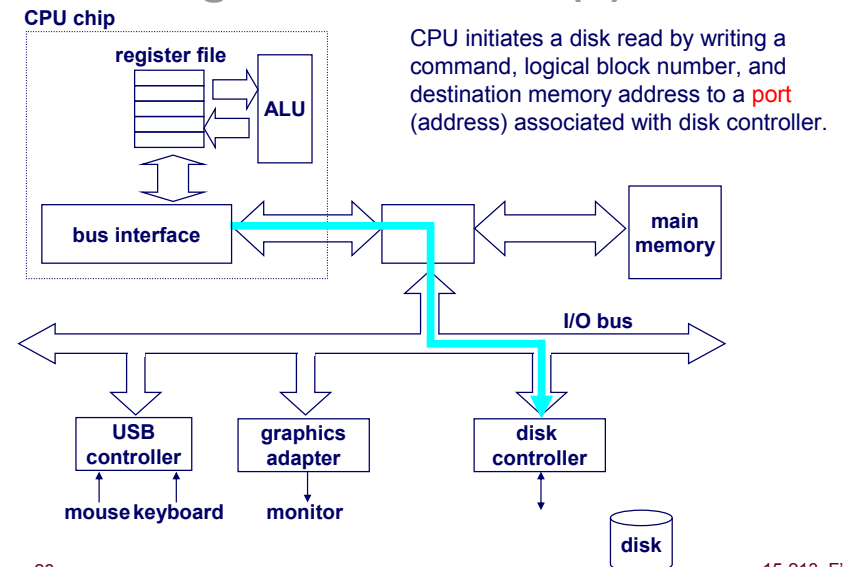 CPU chip
register file
ALU
CPU initiates a disk read by writing a
command, logical block number, and
destination memory address to a port
(address) associated with disk controller.
bus interface
main
memory
I/O bus
USB
controller
graphics
adapter
disk
controller
mouse keyboard
monitor
disk